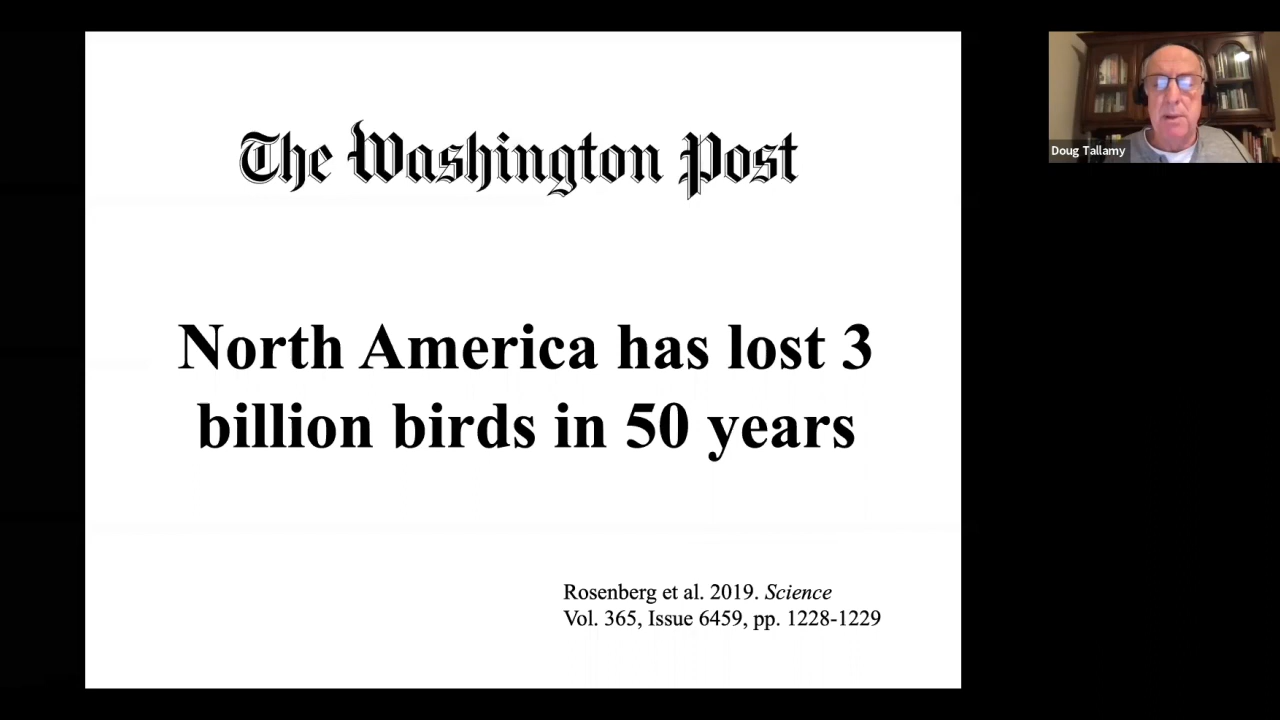 The Washington Post
North America has lost 3
billion birds in 50 years
Rosenberg et al. 2019. Science
Vol. 365, Issue 6459, pp. 1228-1229
Doug Tallamy